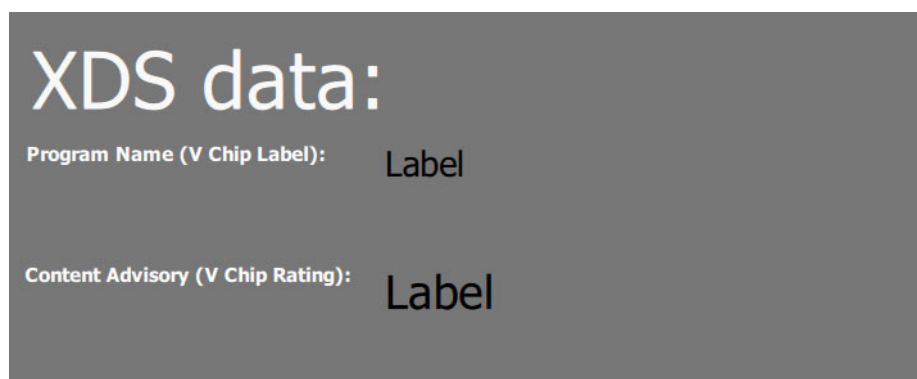 XDS data:
Program Name (V Chip Label): Label
Content Advisory (V Chip Rating): Label